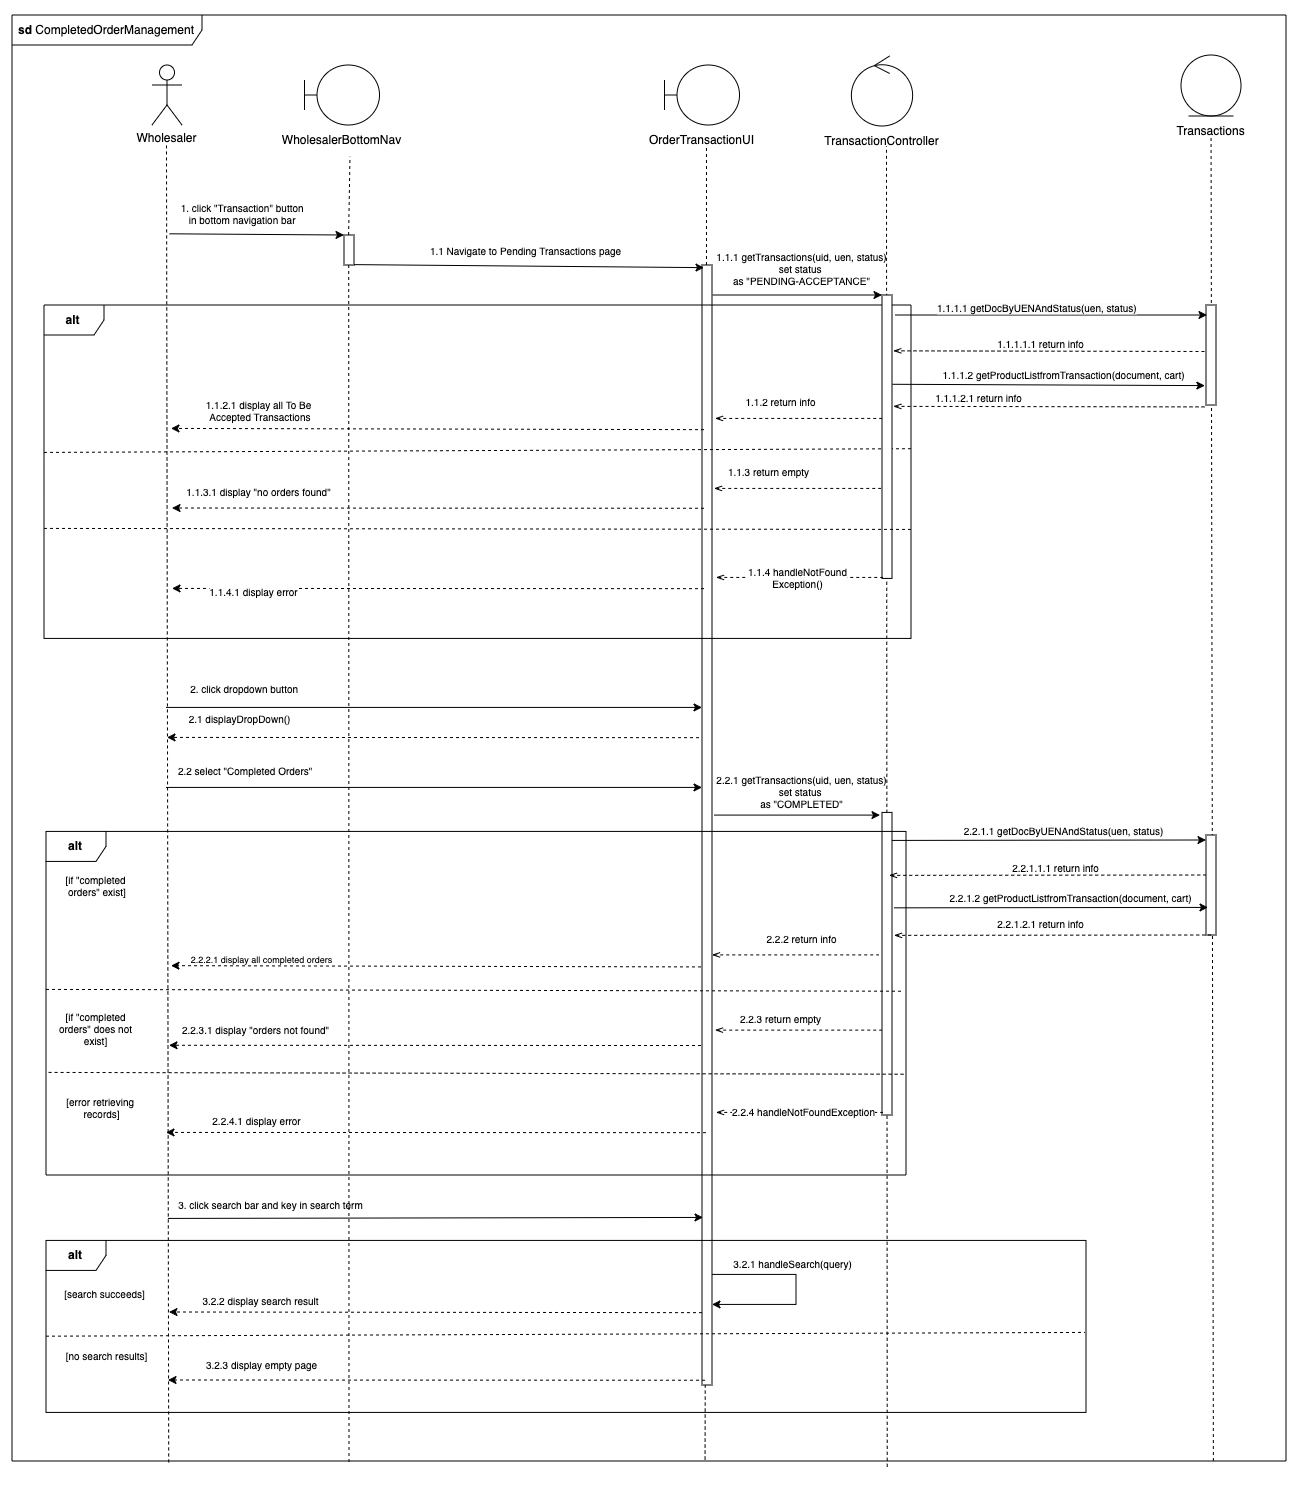 sd CompletedOrderManagement
Wholesaler
WholesalerBottomNav
OrderTransactionUI
TransactionController
Transactions
1. click "Transaction" button
in bottom navigation bar
1.1 Navigate to Pending Transactions page
1.1.1 getTransactions(uid, uen, status)
set status
as "PENDING-ACCEPTANCE"
alt
1.1.1.1 getDocByUENAndStatus(uen, status)
1.1.1.1.1 return info
1.1.1.2 getProductListfromTransaction(document, cart)
1.1.1.2.1 return info
1.1.2 return info
1.1.2.1 display all To Be
Accepted Transactions
1.1.3 return empty
1.1.3.1 display "no orders found"
1.1.4 handleNotFound
Exception()
1.1.4.1 display error
2. click dropdown button
2.1 displayDropDown()
2.2 select "Completed Orders"
2.2.1 getTransactions(uid, uen, status)
set status
as "COMPLETED"
alt
2.2.1.1 getDocByUENAndStatus(uen, status)
2.2.1.1.1 return info
[if "completed
orders" exist]
2.2.1.2 getProductListfromTransaction(document, cart)
2.2.1.2.1 return info
2.2.2 return info
2.2.2.1 display all completed orders
[if "completed
orders" does not
exist]
2.2.3 return empty
2.2.3.1 display "orders not found"
[error retrieving
records]
2.2.4 handleNotFoundException
2.2.4.1 display error
3. click search bar and key in search term
alt
3.2.1 handleSearch(query)
[search succeeds]
3.2.2 display search result
[no search results]
3.2.3 display empty page